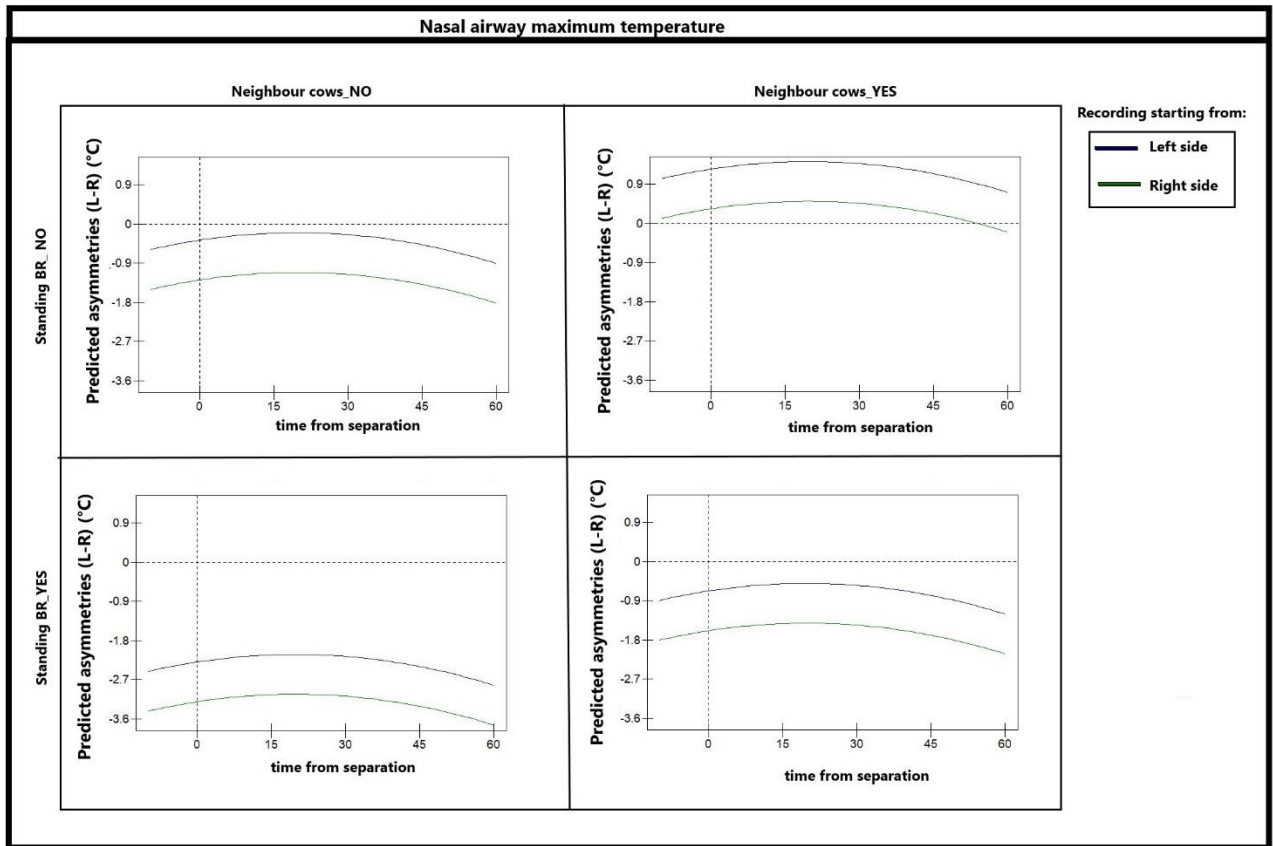 Nasal airway maximum temperature
Neighbour cows_NO
Neighbour cows_YES
Recording starting from:
Left side
Right side
Standing BR_ NO
Predicted asymmetries (L-R) (°C)
0.9
0
-0.9
-1.8
-2.7
-3.6
0 15 30 45 60
time from separation
Predicted asymmetries (L-R) (°C)
0.9
0
-0.9
-1.8
-2.7
-3.6
0 15 30 45 60
time from separation
Standing BR_YES
Predicted asymmetries (L-R) (°C)
0.9
0
-0.9
-1.8
-2.7
-3.6
0 15 30 45 60
time from separation
Predicted asymmetries (L-R) (°C)
0.9
0
-0.9
-1.8
-2.7
-3.6
0 15 30 45 60
time from separation